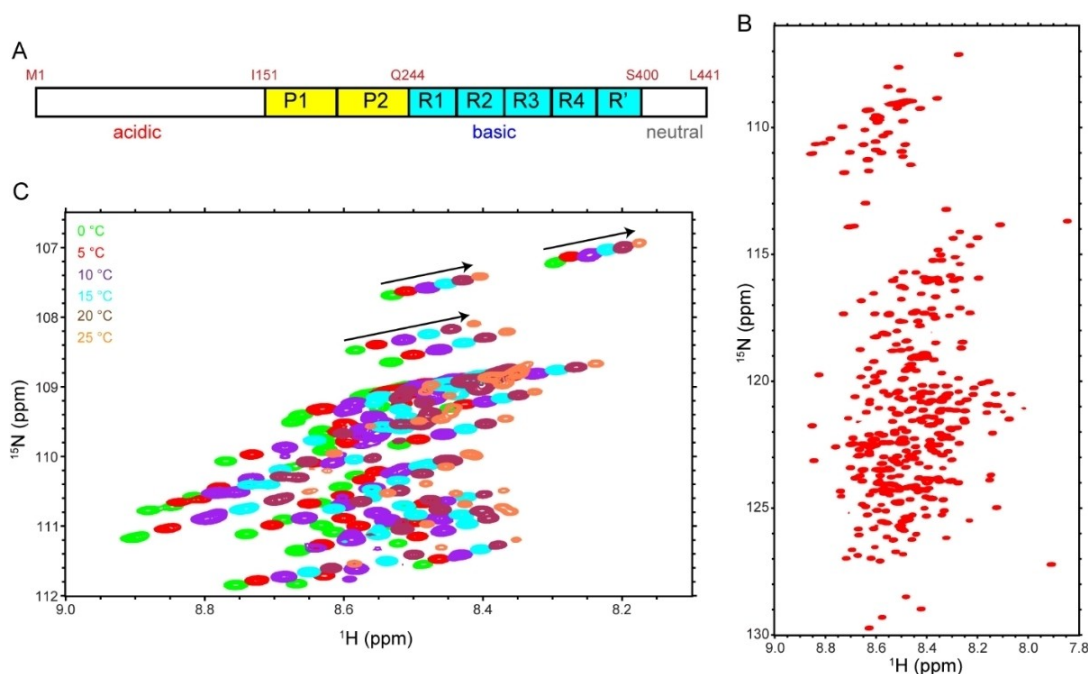 A
M1 I151 Q244 S400 L441
P1 P2 R1 R2 R3 R4 R'
acidic basic neutral
B
110
115
120
125
130
¹⁵N (ppm)
9.0 8.8 8.6 8.4 8.2 8.0 7.8
¹H (ppm)
C
0 °C
5 °C
10 °C
15 °C
20 °C
25 °C
107
108
109
110
111
112
¹⁵N (ppm)
9.0 8.8 8.6 8.4 8.2
¹H (ppm)